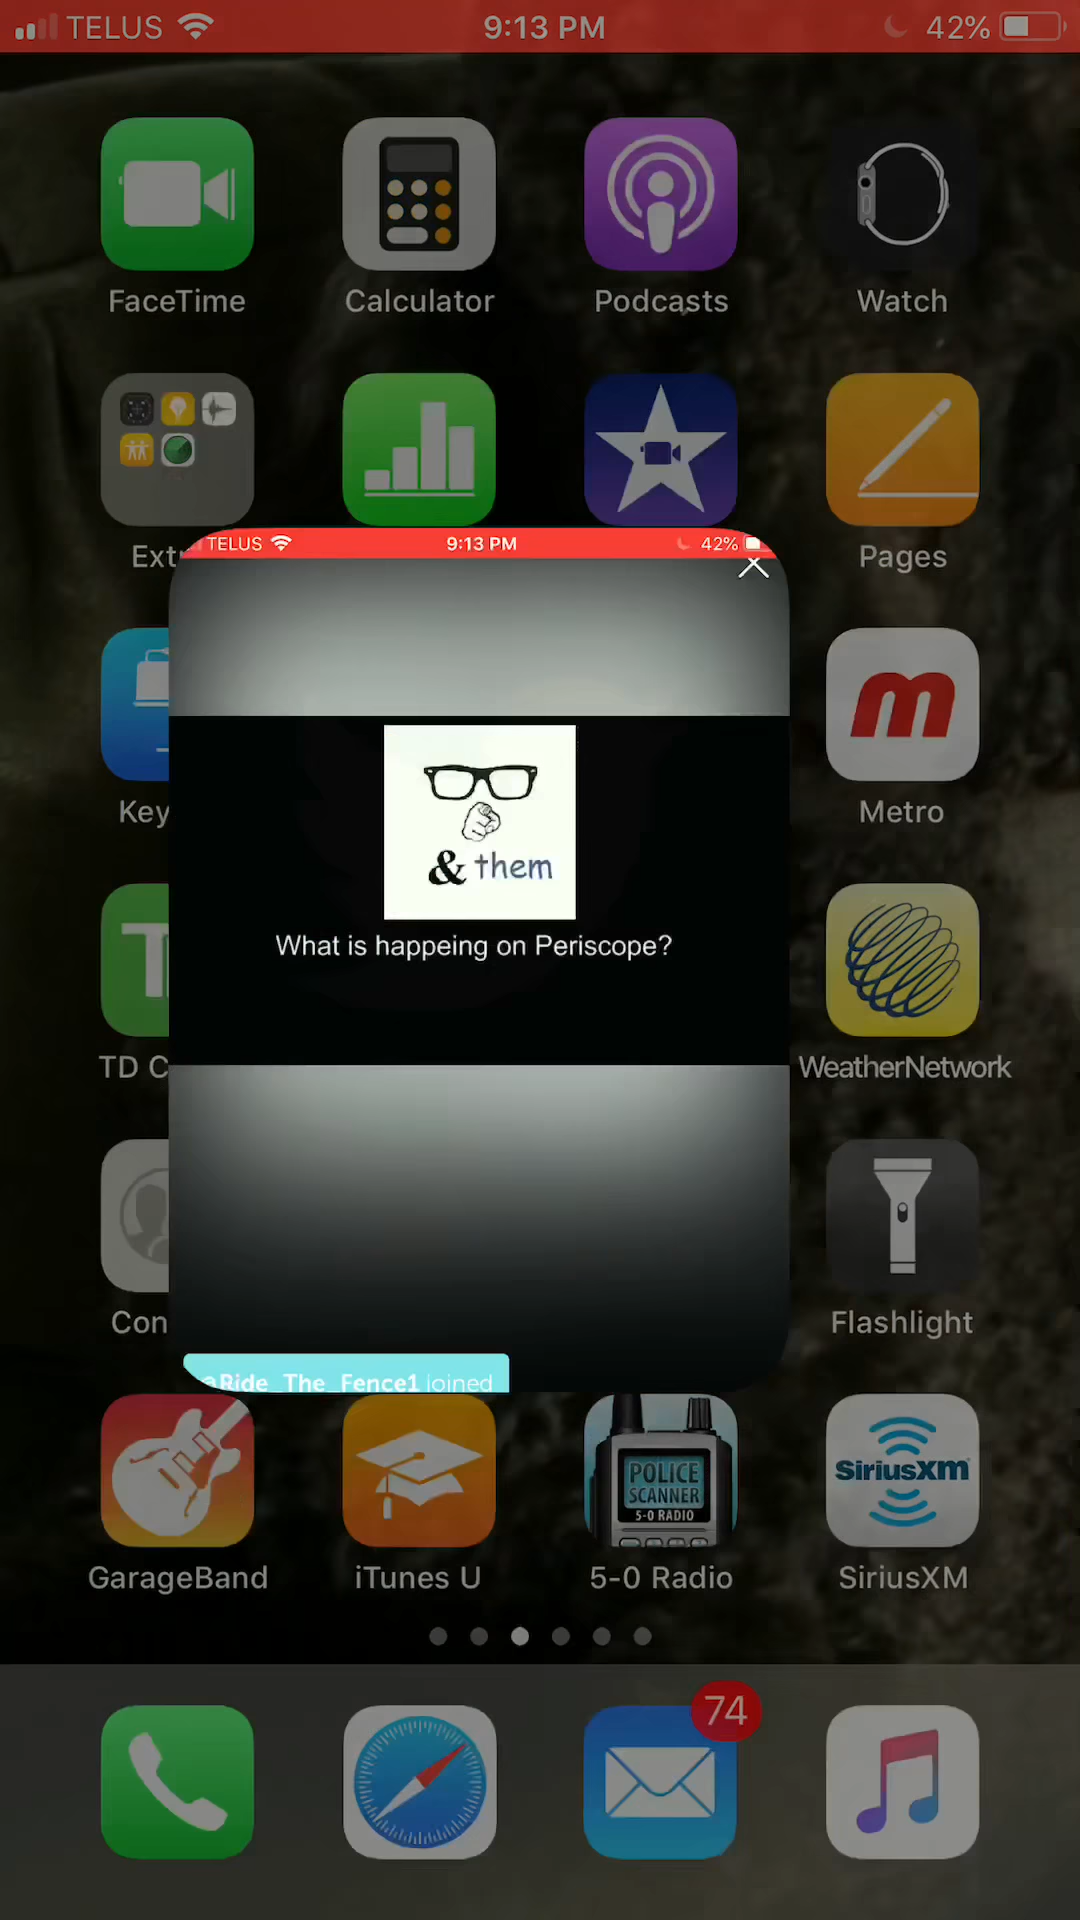 TELUS 9:13 PM 42%
FaceTime Calculator Podcasts Watch
Ext Pages
TELUS 9:13 PM 42%
& them
What is happeing on Periscope?
Key Metro
T
TD C WeatherNetwork
Con Flashlight
Ride_The_Fence1 joined
POLICE
SCANNER
5-0 RADIO
SiriusXM
GarageBand iTunes U 5-0 Radio SiriusXM
74